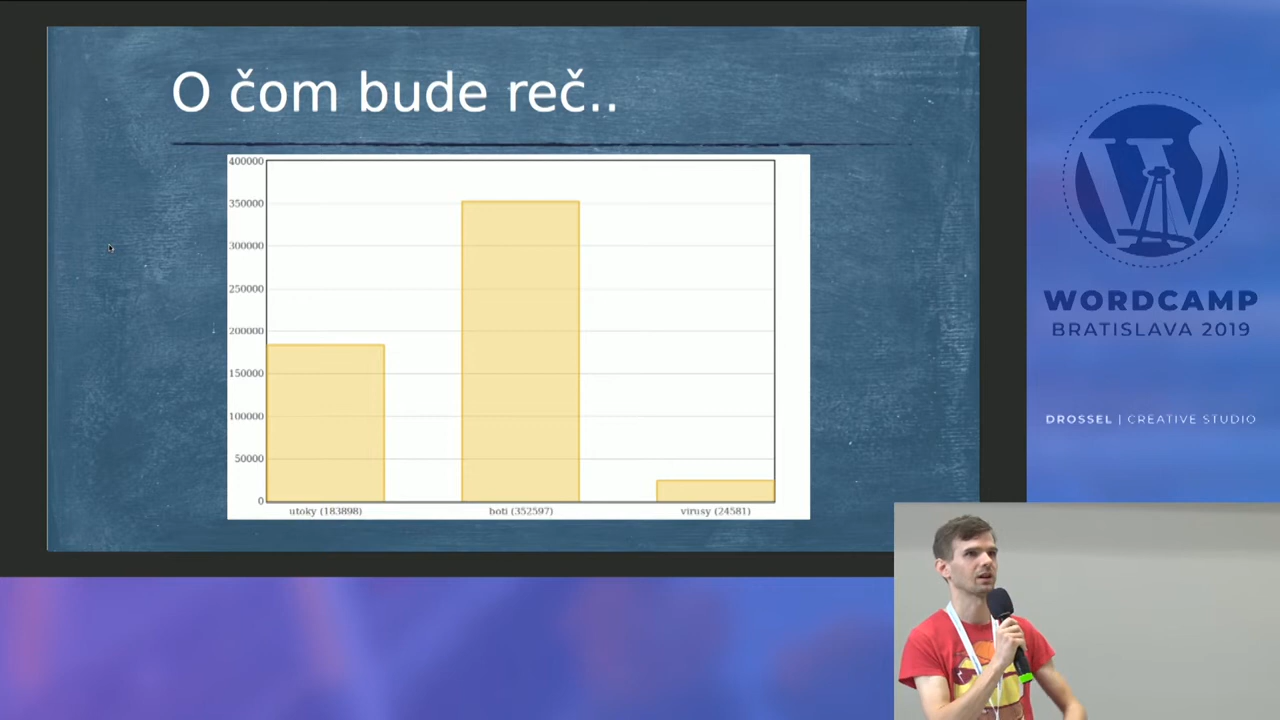 O čom bude reč..
400000
350000
300000
250000
200000
150000
100000
50000
0
utoky (183898)
boti (352597)
virusy (24581)
WORDCAMP
BRATISLAVA 2019
DROSSEL | CREATIVE STUDIO